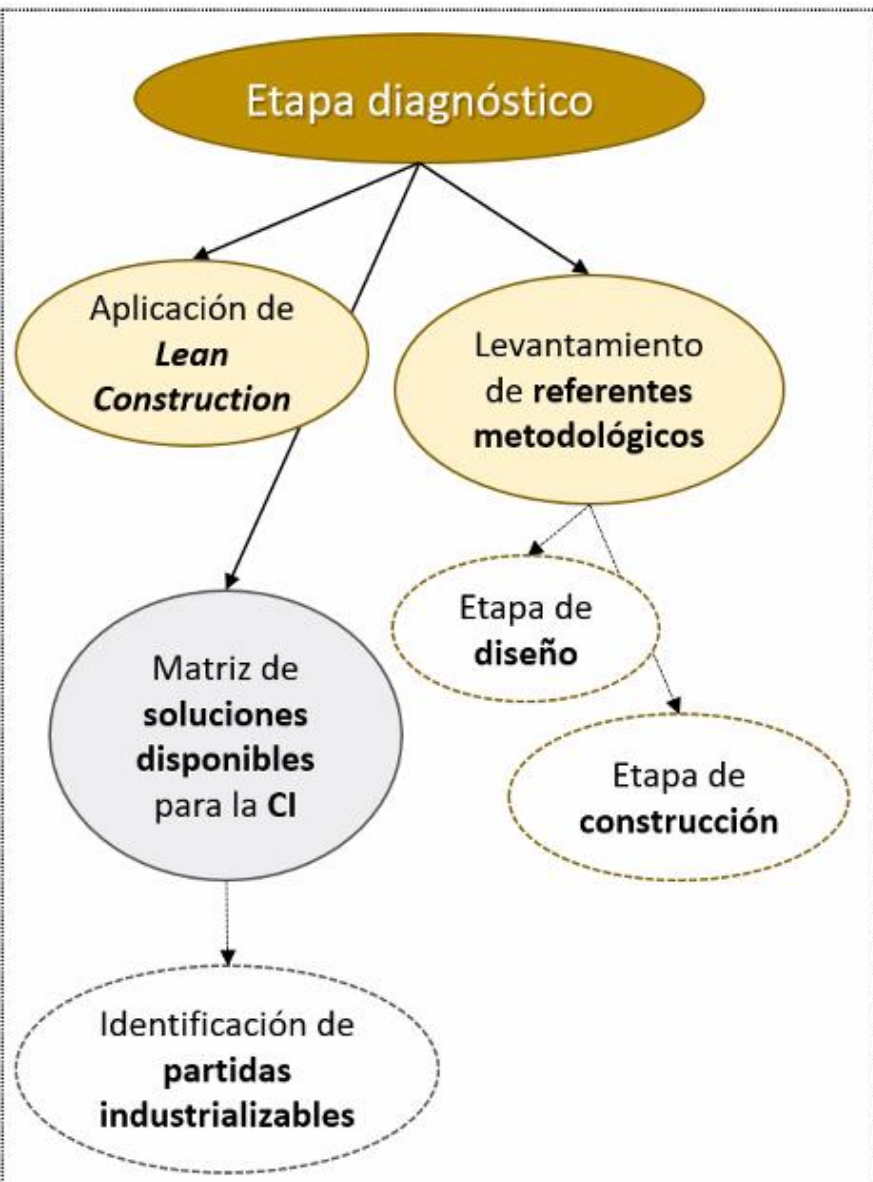 Etapa diagnóstico
Aplicación de
Lean
Construction
Levantamiento
de referentes
metodológicos
Etapa de
diseño
Matriz de
soluciones
disponibles
para la CI
Etapa de
construcción
Identificación de
partidas
industrializables